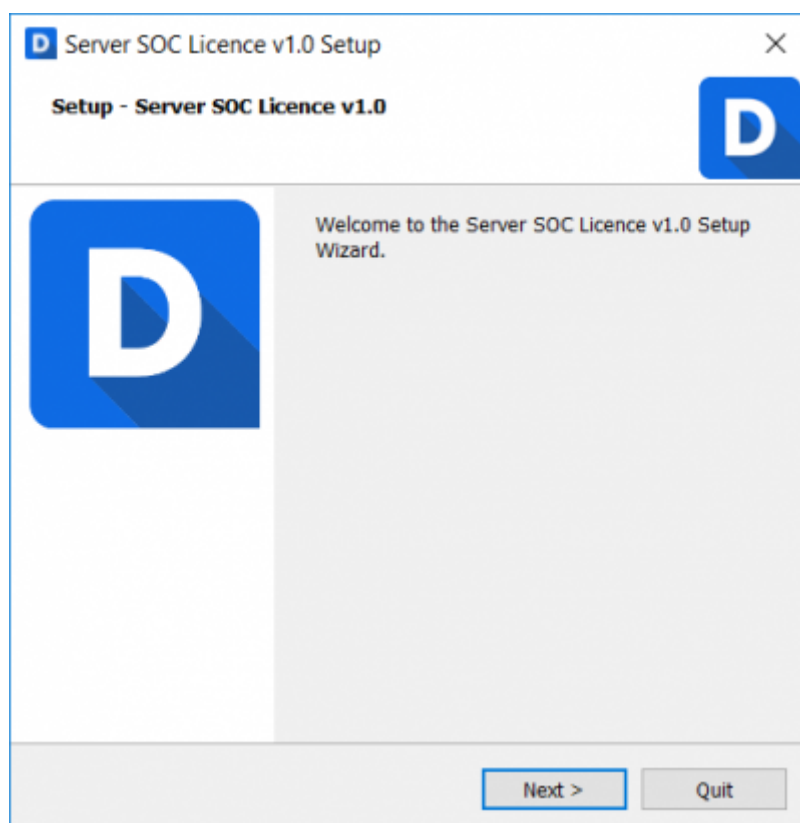 D Server SOC Licence v1.0 Setup
Setup - Server SOC Licence v1.0
D
D
Welcome to the Server SOC Licence v1.0 Setup
Wizard.
Next >
Quit